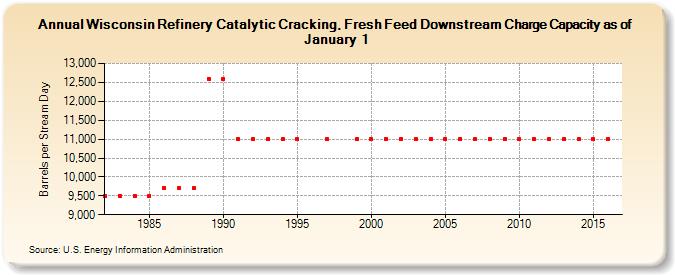 Annual Wisconsin Refinery Catalytic Cracking, Fresh Feed Downstream Charge Capacity as of
January 1
Barrels per Stream Day
13,000
12,500
12,000
11,500
11,000
10,500
10,000
9,500
9,000
1985 1990 1995 2000 2005 2010 2015
Source: U.S. Energy Information Administration